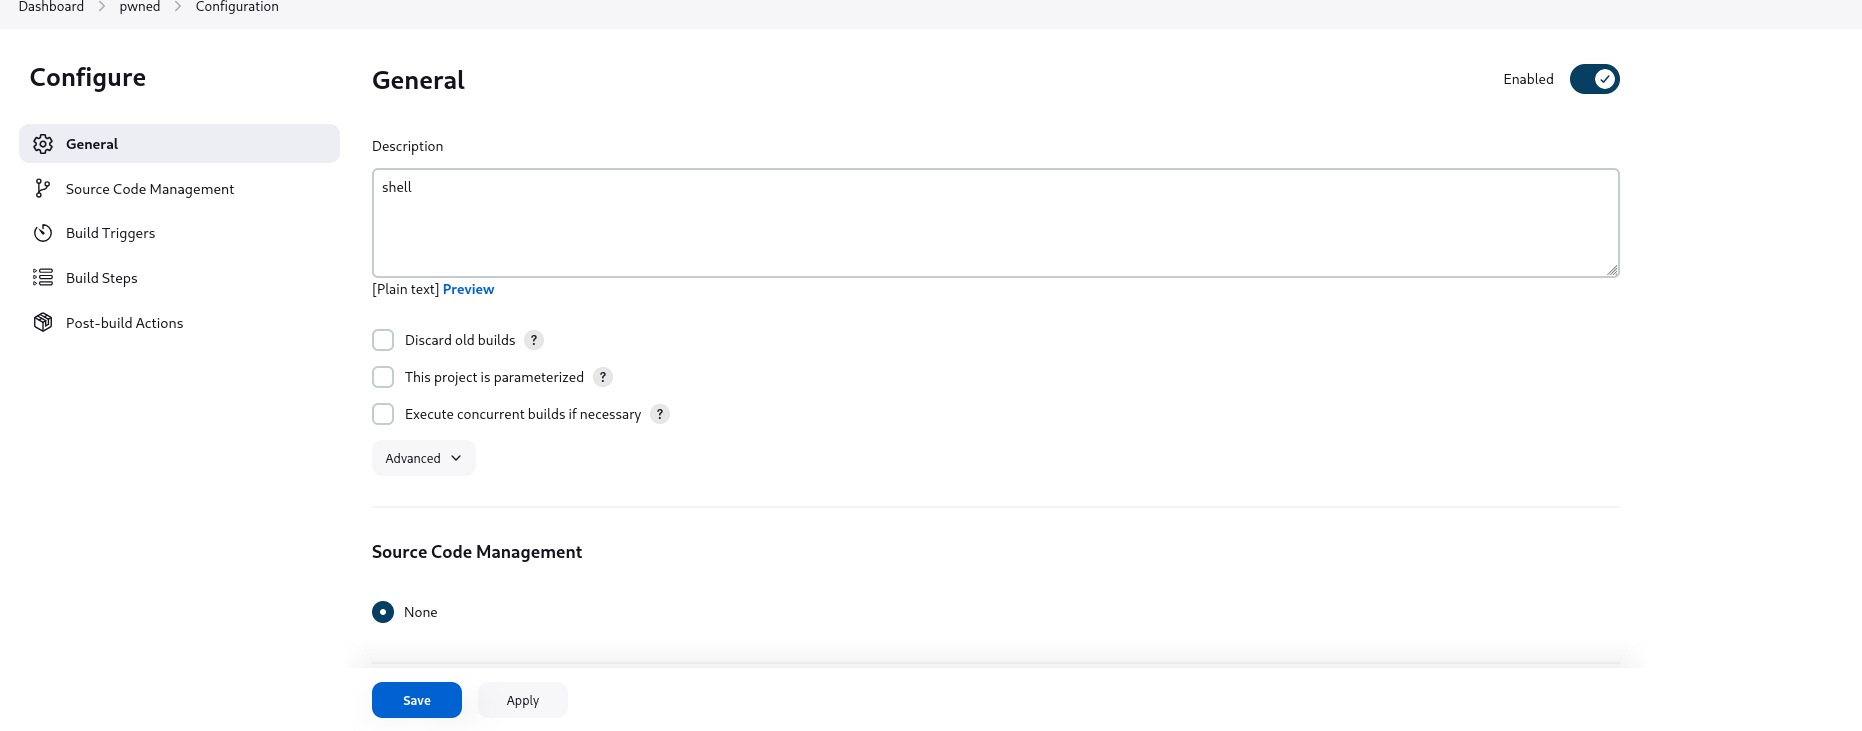 Dashboard > pwned > Configuration
Configure
General
Source Code Management
Build Triggers
Build Steps
Post-build Actions
General
Enabled
Description
shell
[Plain text] Preview
Discard old builds ?
This project is parameterized ?
Execute concurrent builds if necessary ?
Advanced
Source Code Management
None
Save
Apply